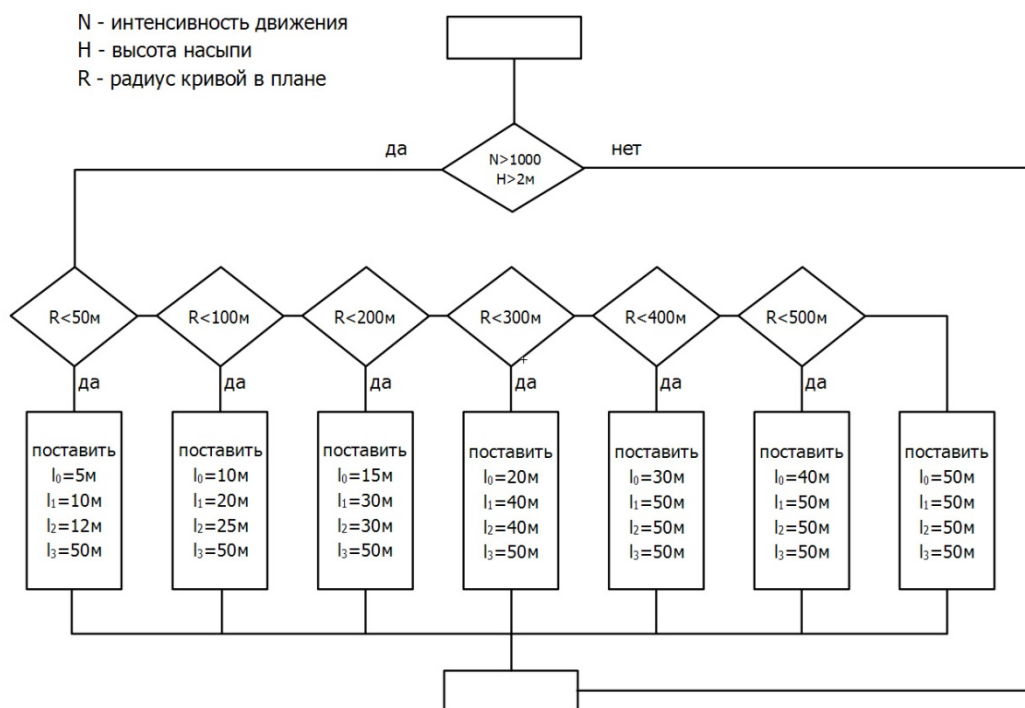 N - интенсивность движения
H - высота насыпи
R - радиус кривой в плане
да
нет
N>1000
H>2м
R<50м
R<100м
R<200м
R<300м
R<400м
R<500м
да
да
да
да
да
да
поставить
l₀=5м
l₁=10м
l₂=12м
l₃=50м
поставить
l₀=10м
l₁=20м
l₂=25м
l₃=50м
поставить
l₀=15м
l₁=30м
l₂=30м
l₃=50м
поставить
l₀=20м
l₁=40м
l₂=40м
l₃=50м
поставить
l₀=30м
l₁=50м
l₂=50м
l₃=50м
поставить
l₀=40м
l₁=50м
l₂=50м
l₃=50м
поставить
l₀=50м
l₁=50м
l₂=50м
l₃=50м